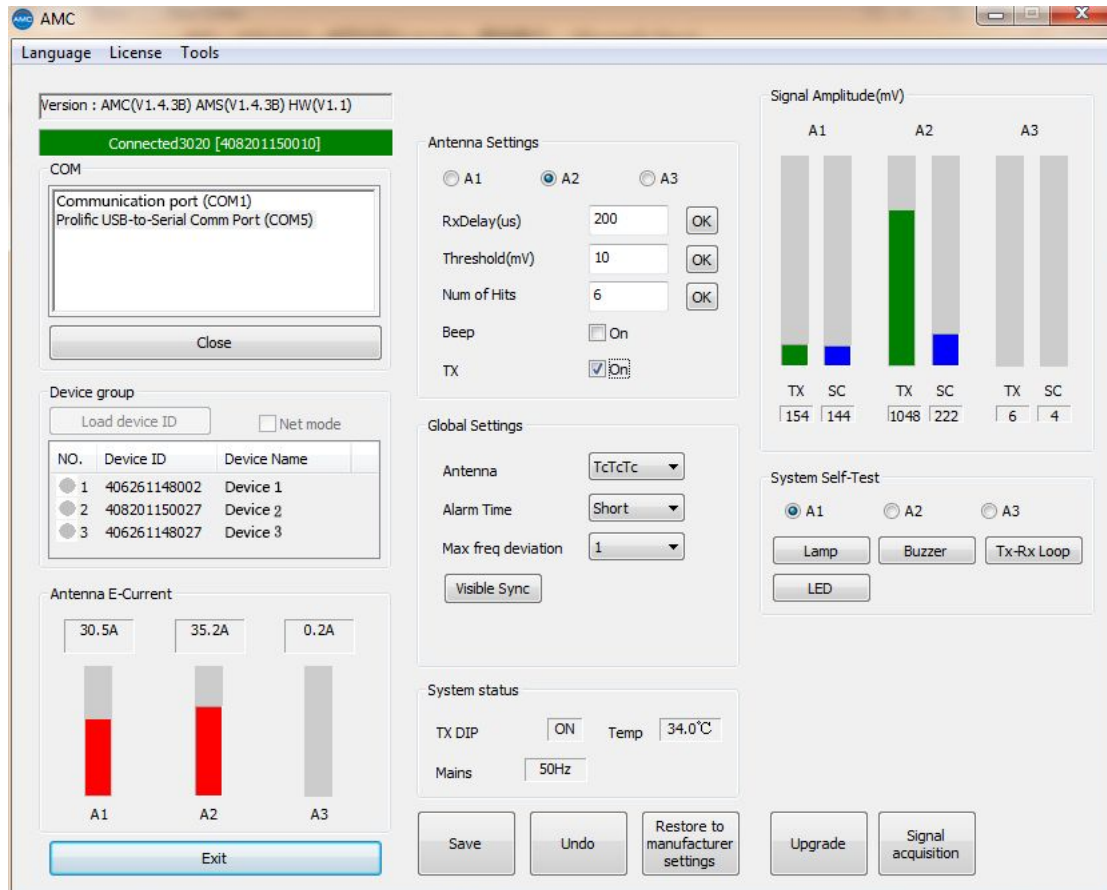 AMC
Language License Tools
Version : AMC(V1.4.3B) AMS(V1.4.3B) HW(V1.1)
Connected3020 [408201150010]
COM
Communication port (COM1)
Prolific USB-to-Serial Comm Port (COM5)
Close
Device group
Load device ID Net mode
NO. Device ID Device Name
1 406261148002 Device 1
2 408201150027 Device 2
3 406261148027 Device 3
Antenna E-Current
30.5A 35.2A 0.2A
A1 A2 A3
Exit
Antenna Settings
A1 A2 A3
RxDelay(us) 200 OK
Threshold(mV) 10 OK
Num of Hits 6 OK
Beep On
TX On
Global Settings
Antenna TcTcTc
Alarm Time Short
Max freq deviation 1
Visible Sync
System status
TX DIP ON Temp 34.0℃
Mains 50Hz
Save Undo Restore to manufacturer settings Upgrade Signal acquisition
Signal Amplitude(mV)
A1 A2 A3
TX SC TX SC TX SC
154 144 1048 222 6 4
System Self-Test
A1 A2 A3
Lamp Buzzer Tx-Rx Loop
LED